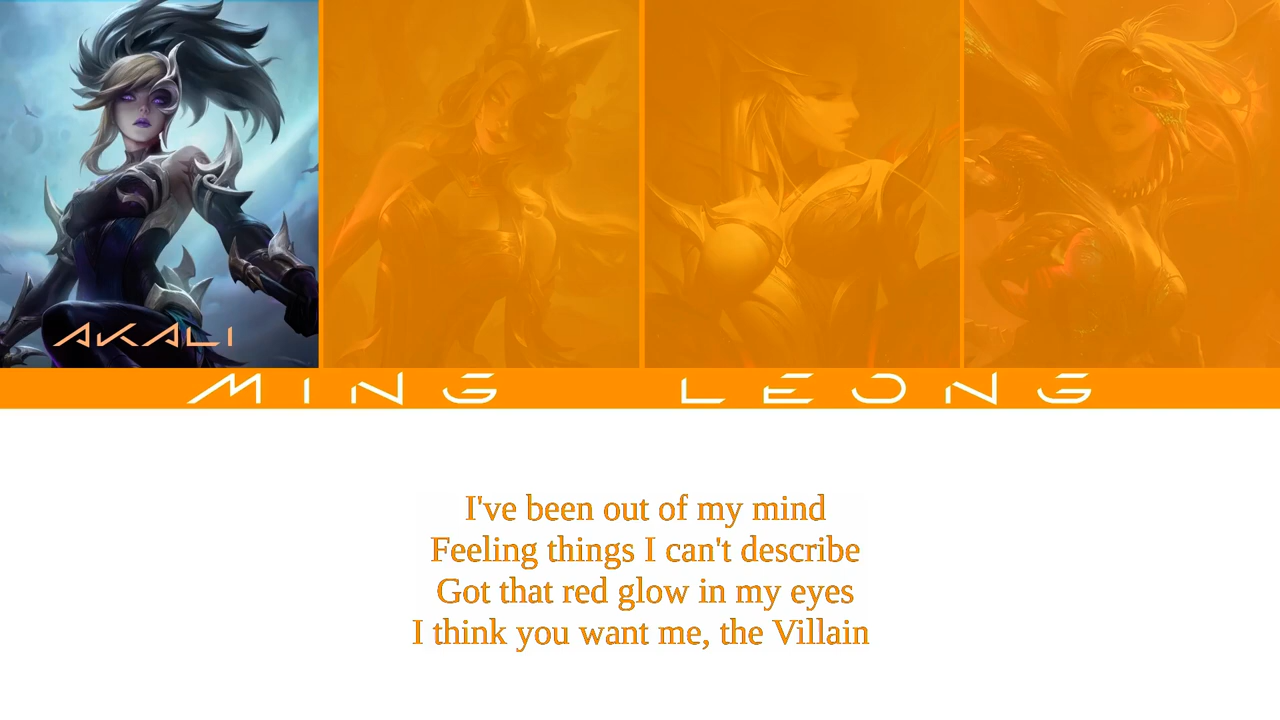 AKALI
MING LEONG
I've been out of my mind
Feeling things I can't describe
Got that red glow in my eyes
I think you want me, the Villain